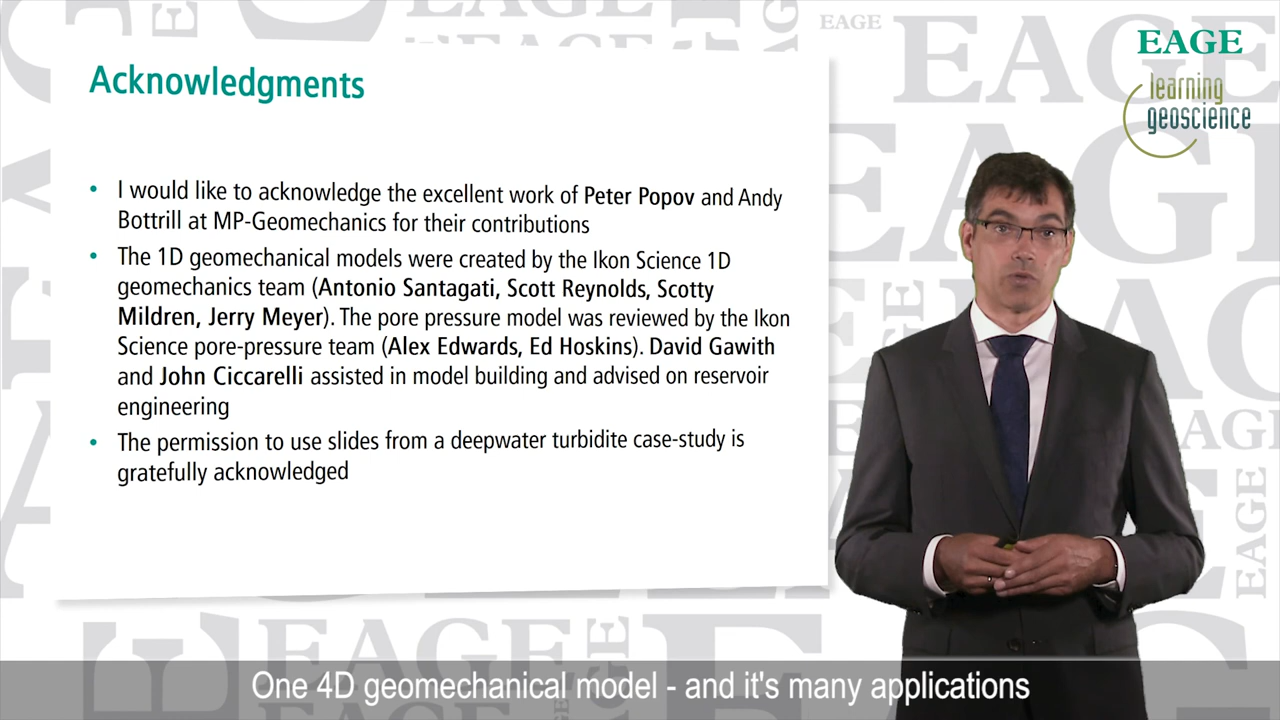 EAGE
learning
geoscience
Acknowledgments
• I would like to acknowledge the excellent work of Peter Popov and Andy
Bottrill at MP-Geomechanics for their contributions
• The 1D geomechanical models were created by the Ikon Science 1D
geomechanics team (Antonio Santagati, Scott Reynolds, Scotty
Mildren, Jerry Meyer). The pore pressure model was reviewed by the Ikon
Science pore-pressure team (Alex Edwards, Ed Hoskins). David Gawith
and John Ciccarelli assisted in model building and advised on reservoir
engineering
• The permission to use slides from a deepwater turbidite case-study is
gratefully acknowledged
One 4D geomechanical model - and it's many applications